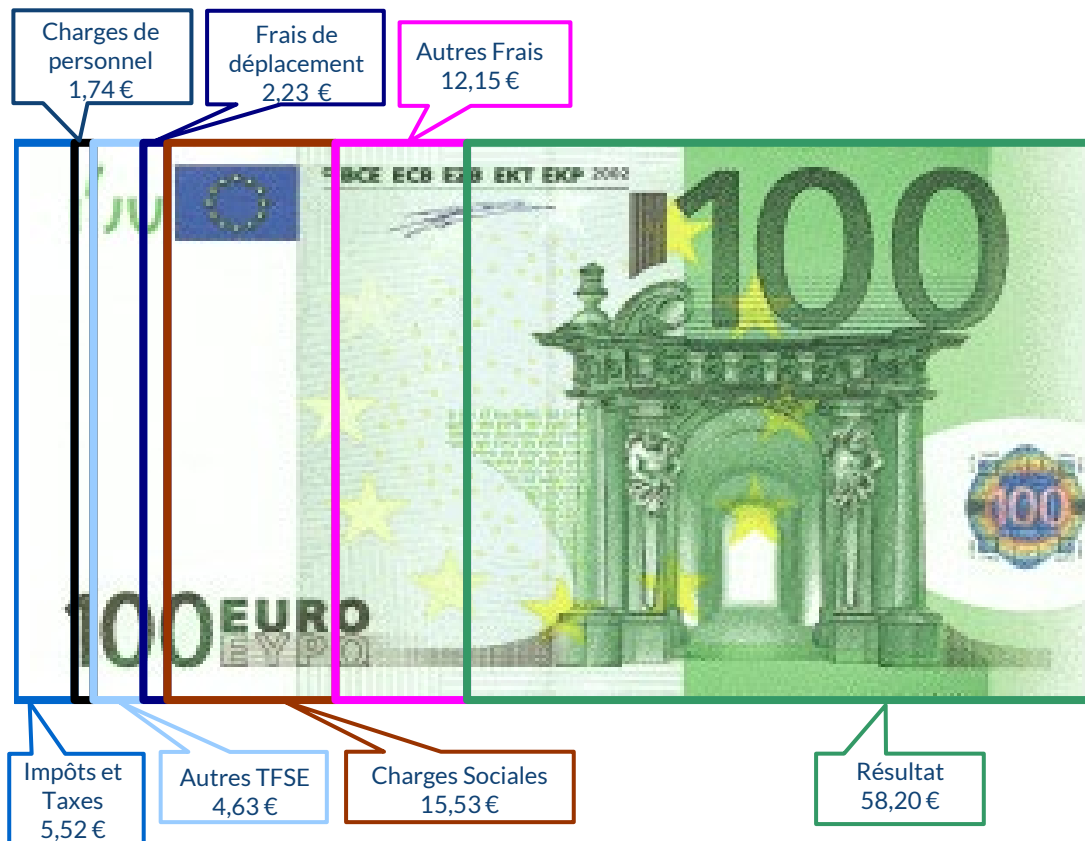 Charges de
personnel
1,74 €
Frais de
déplacement
2,23 €
Autres Frais
12,15 €
BCE ECB EZB EKT EKP 2002
100
100
100 EURO
ΕΥΡΩ
Impôts et
Taxes
5,52 €
Autres TFSE
4,63 €
Charges Sociales
15,53 €
Résultat
58,20 €